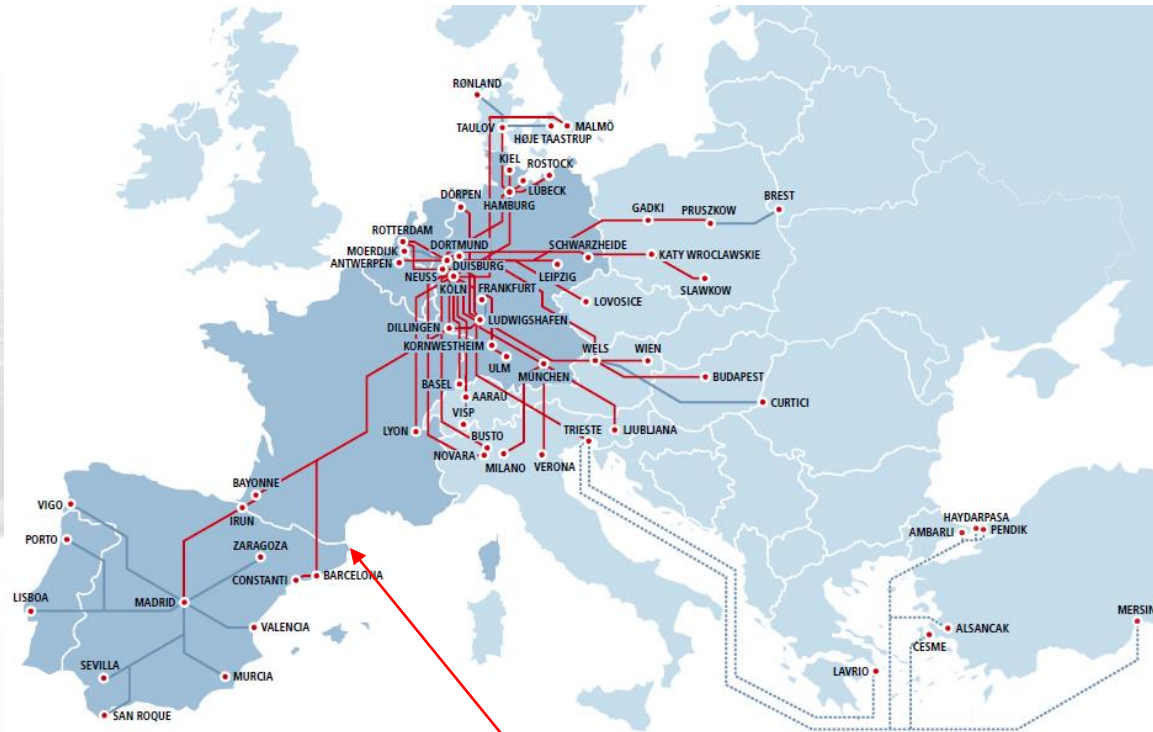 RØNLAND
TAULOV
MALMÖ
HØJE TAASTRUP
KIEL
ROSTOCK
LÜBECK
HAMBURG
DÖRPEN
BREST
GADKI
PRUSZKOW
ROTTERDAM
MOERDIJK
ANTWERPEN
DORTMUND
SCHWARZHEIDE
KATY WROCLAWSKIE
DUISBURG
NEUSS
LEIPZIG
KÖLN
FRANKFURT
SLAWKOW
LOVOSICE
LUDWIGSHAFEN
DILLINGEN
KORNWESTHEIM
WELS
WIEN
ULM
MÜNCHEN
BUDAPEST
BASEL
AARAU
CURTICI
VISP
LYON
BUSTO
TRIESTE
LJUBLJANA
NOVARA
MILANO
VERONA
BAYONNE
VIGO
IRUN
HAYDARPASA
AMBARLI
PENDIK
PORTO
ZARAGOZA
CONSTANTI
BARCELONA
LISBOA
MADRID
MERSIN
VALENCIA
ALSANCAK
CESME
SEVILLA
MURCIA
LAVRIO
SAN ROQUE